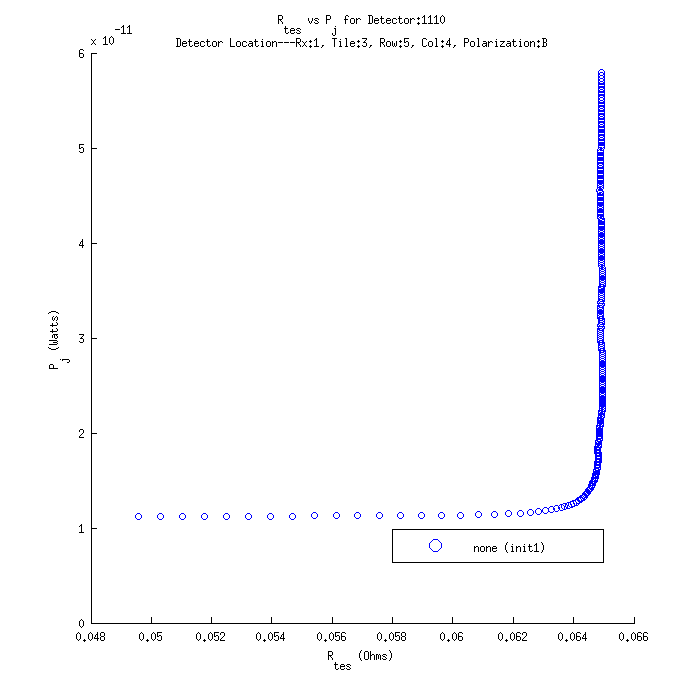 R_tes vs P_j for Detector:1110
Detector Location---Rx:1, Tile:3, Row:5, Col:4, Polarization:B
x 10^-11
6
5
4
3
2
1
0
P_j (Watts)
none (init1)
0.048 0.05 0.052 0.054 0.056 0.058 0.06 0.062 0.064 0.066
R_tes (Ohms)